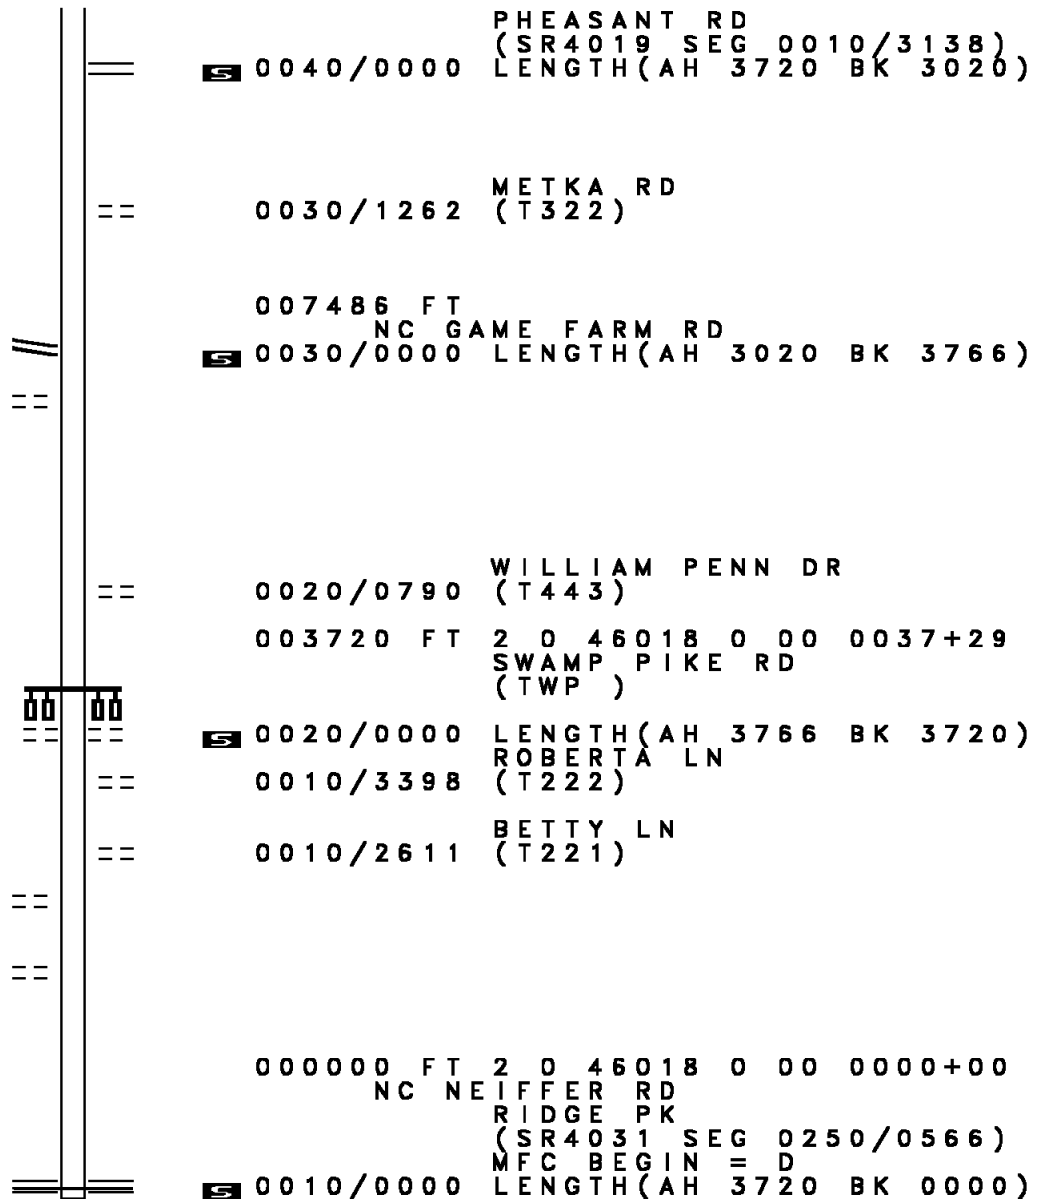 PHEASANT RD
(SR4019 SEG 0010/3138)
S 0040/0000 LENGTH(AH 3720 BK 3020)
METKA RD
0030/1262 (T322)
007486 FT
NC GAME FARM RD
S 0030/0000 LENGTH(AH 3020 BK 3766)
WILLIAM PENN DR
0020/0790 (T443)
003720 FT 2 0 46018 0 00 0037+29
SWAMP PIKE RD
(TWP )
S 0020/0000 LENGTH(AH 3766 BK 3720)
ROBERTA LN
0010/3398 (T222)
BETTY LN
0010/2611 (T221)
000000 FT 2 0 46018 0 00 0000+00
NC NEIFFER RD
RIDGE PK
(SR4031 SEG 0250/0566)
MFC BEGIN = D
S 0010/0000 LENGTH(AH 3720 BK 0000)